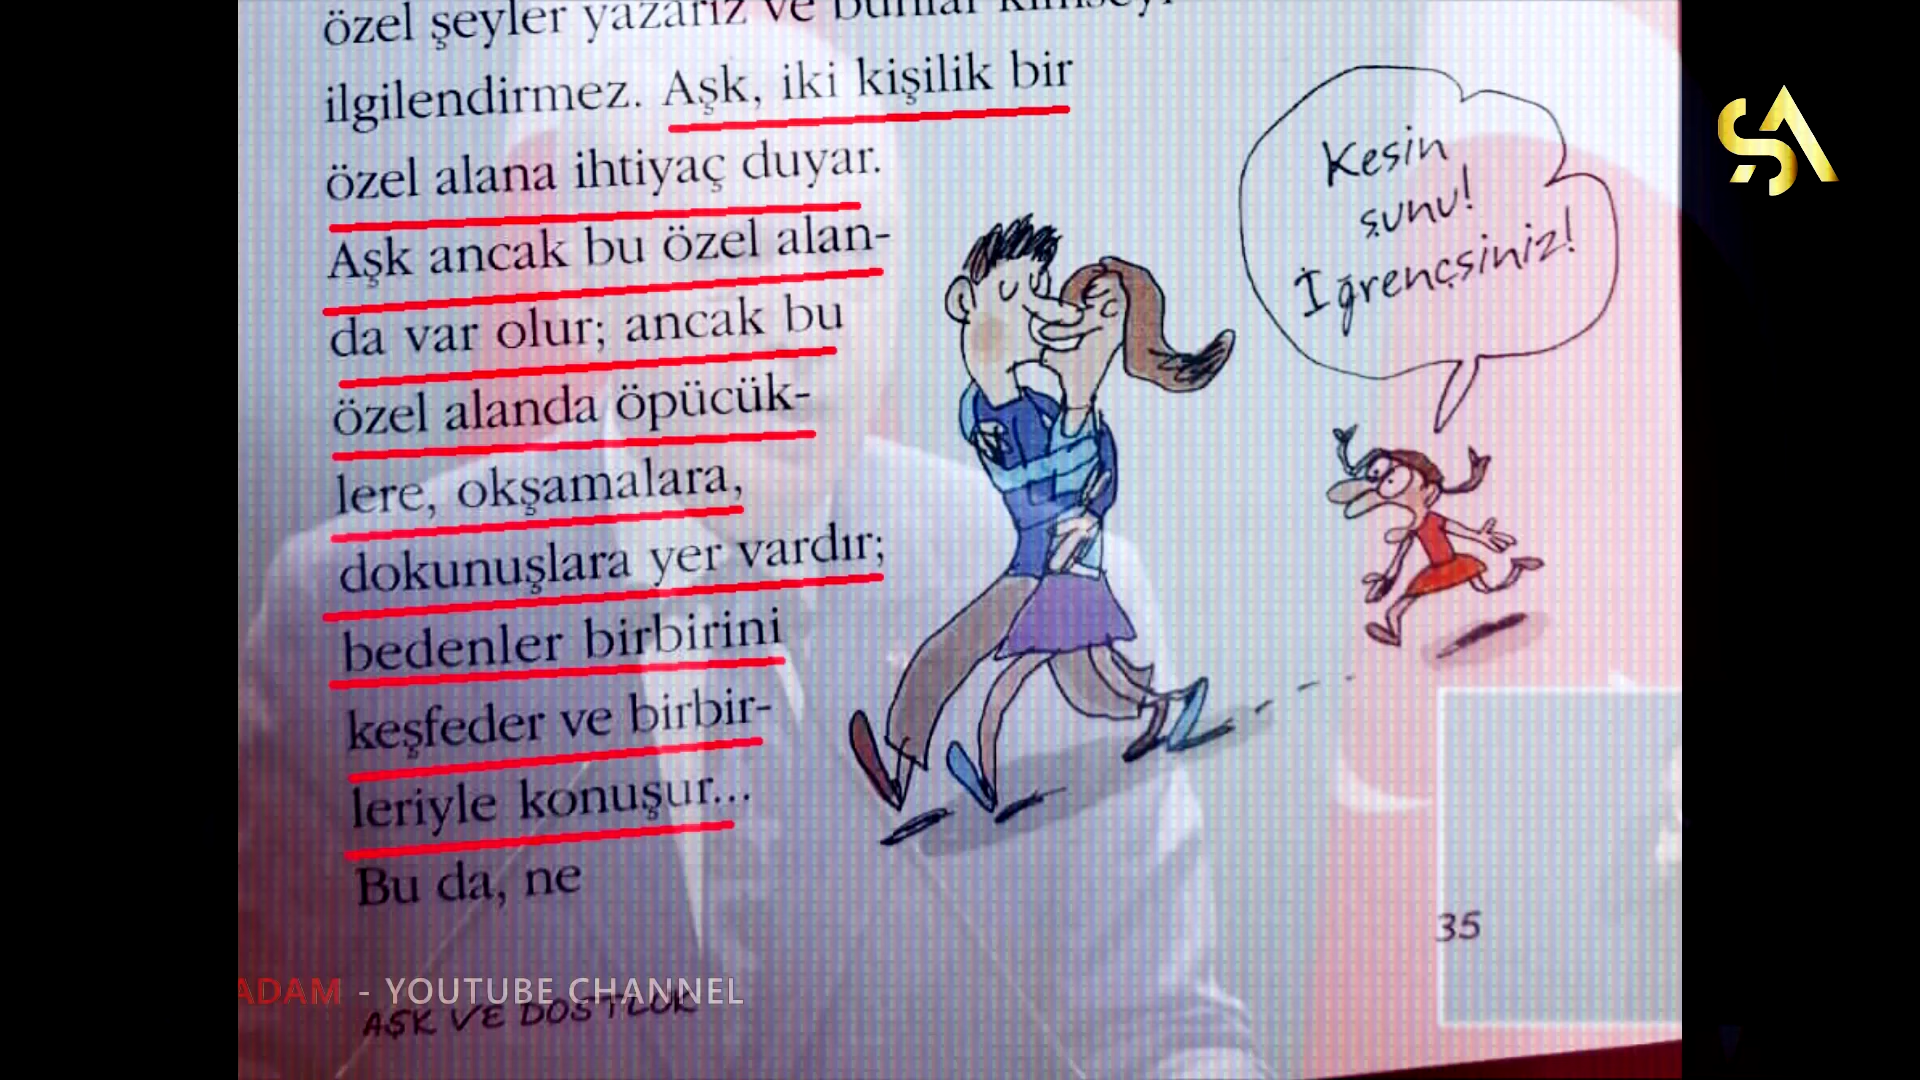 özel şeyler yazarız ve bunlar kimseyi
ilgilendirmez. Aşk, iki kişilik bir
özel alana ihtiyaç duyar.
Aşk ancak bu özel alan-
da var olur; ancak bu
özel alanda öpücük-
lere, okşamalara,
dokunuşlara yer vardır;
bedenler birbirini
keşfeder ve birbir-
leriyle konuşur...
Bu da, ne
Kesin
şunu!
İğrençsiniz!
35
ADAM - YOUTUBE CHANNEL
AŞK VE DOSTLUK
SA